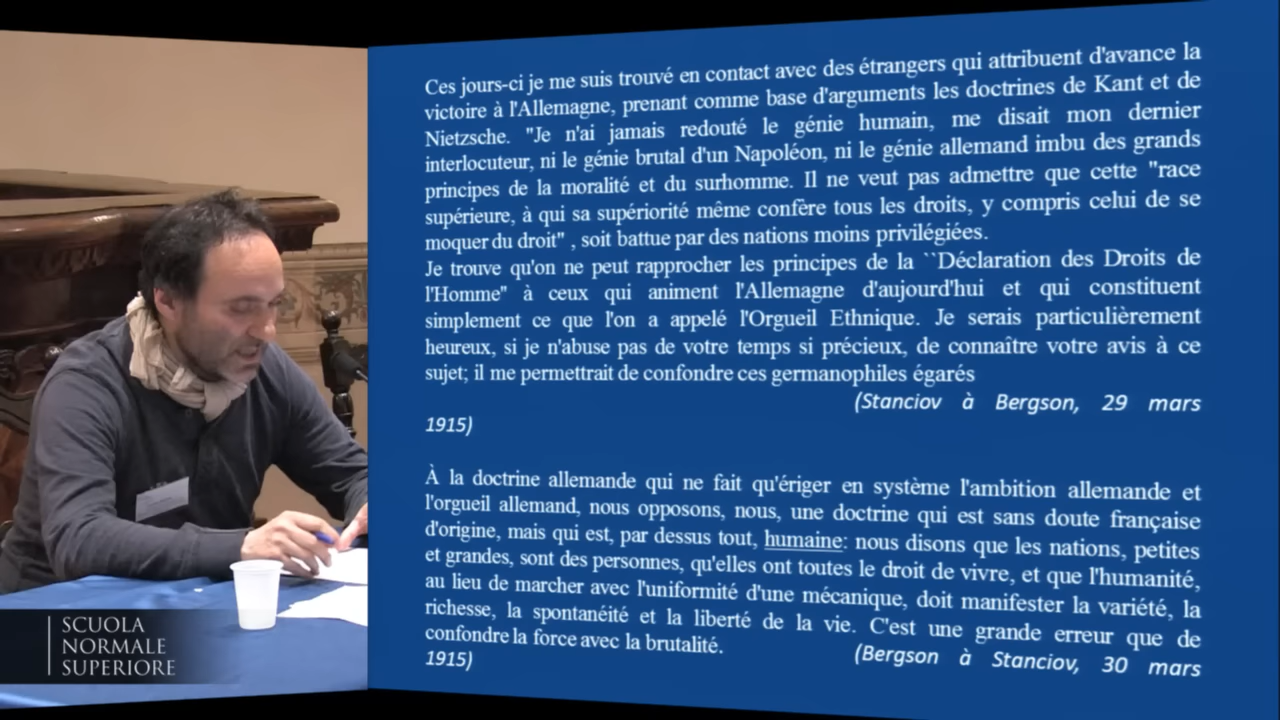 Ces jours-ci je me suis trouvé en contact avec des étrangers qui attribuent d'avance la
victoire à l'Allemagne, prenant comme base d'arguments les doctrines de Kant et de
Nietzsche. "Je n'ai jamais redouté le génie humain, me disait mon dernier
interlocuteur, ni le génie brutal d'un Napoléon, ni le génie allemand imbu des grands
principes de la moralité et du surhomme. Il ne veut pas admettre que cette "race
supérieure, à qui sa supériorité même confère tous les droits, y compris celui de se
moquer du droit" , soit battue par des nations moins privilégiées.
Je trouve qu'on ne peut rapprocher les principes de la ``Déclaration des Droits de
l'Homme" à ceux qui animent l'Allemagne d'aujourd'hui et qui constituent
simplement ce que l'on a appelé l'Orgueil Ethnique. Je serais particulièrement
heureux, si je n'abuse pas de votre temps si précieux, de connaître votre avis à ce
sujet; il me permettrait de confondre ces germanophiles égarés
(Stanciov à Bergson, 29 mars
1915)
À la doctrine allemande qui ne fait qu'ériger en système l'ambition allemande et
l'orgueil allemand, nous opposons, nous, une doctrine qui est sans doute française
d'origine, mais qui est, par dessus tout, humaine: nous disons que les nations, petites
et grandes, sont des personnes, qu'elles ont toutes le droit de vivre, et que l'humanité,
au lieu de marcher avec l'uniformité d'une mécanique, doit manifester la variété, la
richesse, la spontanéité et la liberté de la vie. C'est une grande erreur que de
confondre la force avec la brutalité. (Bergson à Stanciov, 30 mars
1915)
SCUOLA
NORMALE
SUPERIORE